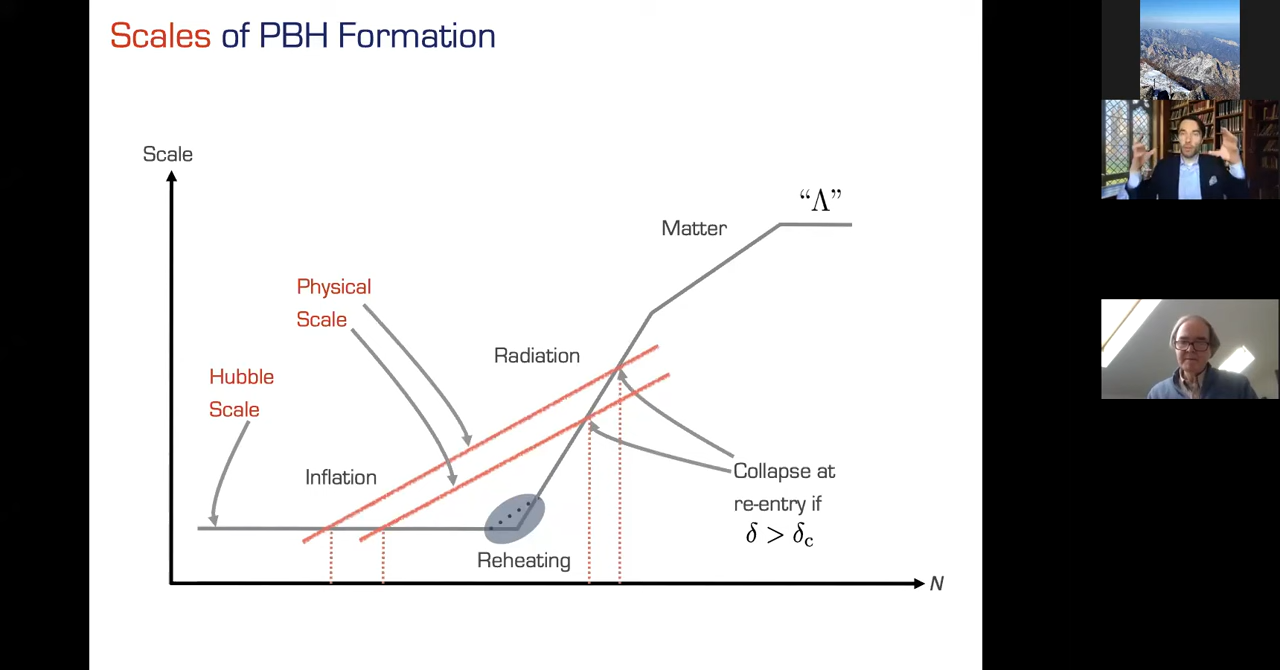 Scales of PBH Formation
Scale
“Λ”
Matter
Physical
Scale
Radiation
Hubble
Scale
Inflation
Collapse at
re-entry if
δ > δc
Reheating
N